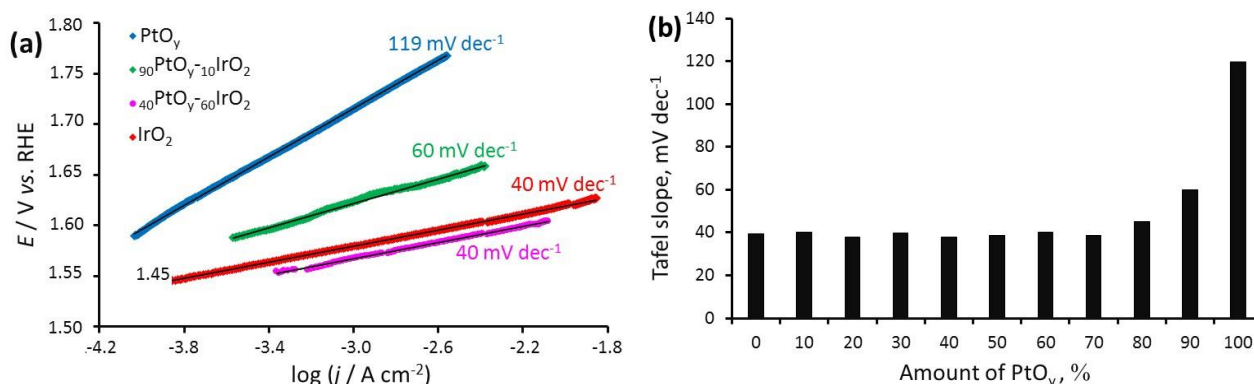 (a)
1.80
1.75
1.70
1.65
1.60
1.55
1.50
E / V vs. RHE
PtOy
90PtOy-10IrO2
40PtOy-60IrO2
IrO2
119 mV dec-1
60 mV dec-1
40 mV dec-1
40 mV dec-1
1.45
-4.2 -3.8 -3.4 -3.0 -2.6 -2.2 -1.8
log (j / A cm-2)
(b)
140
120
100
80
60
40
20
0
Tafel slope, mV dec-1
0 10 20 30 40 50 60 70 80 90 100
Amount of PtOy, %